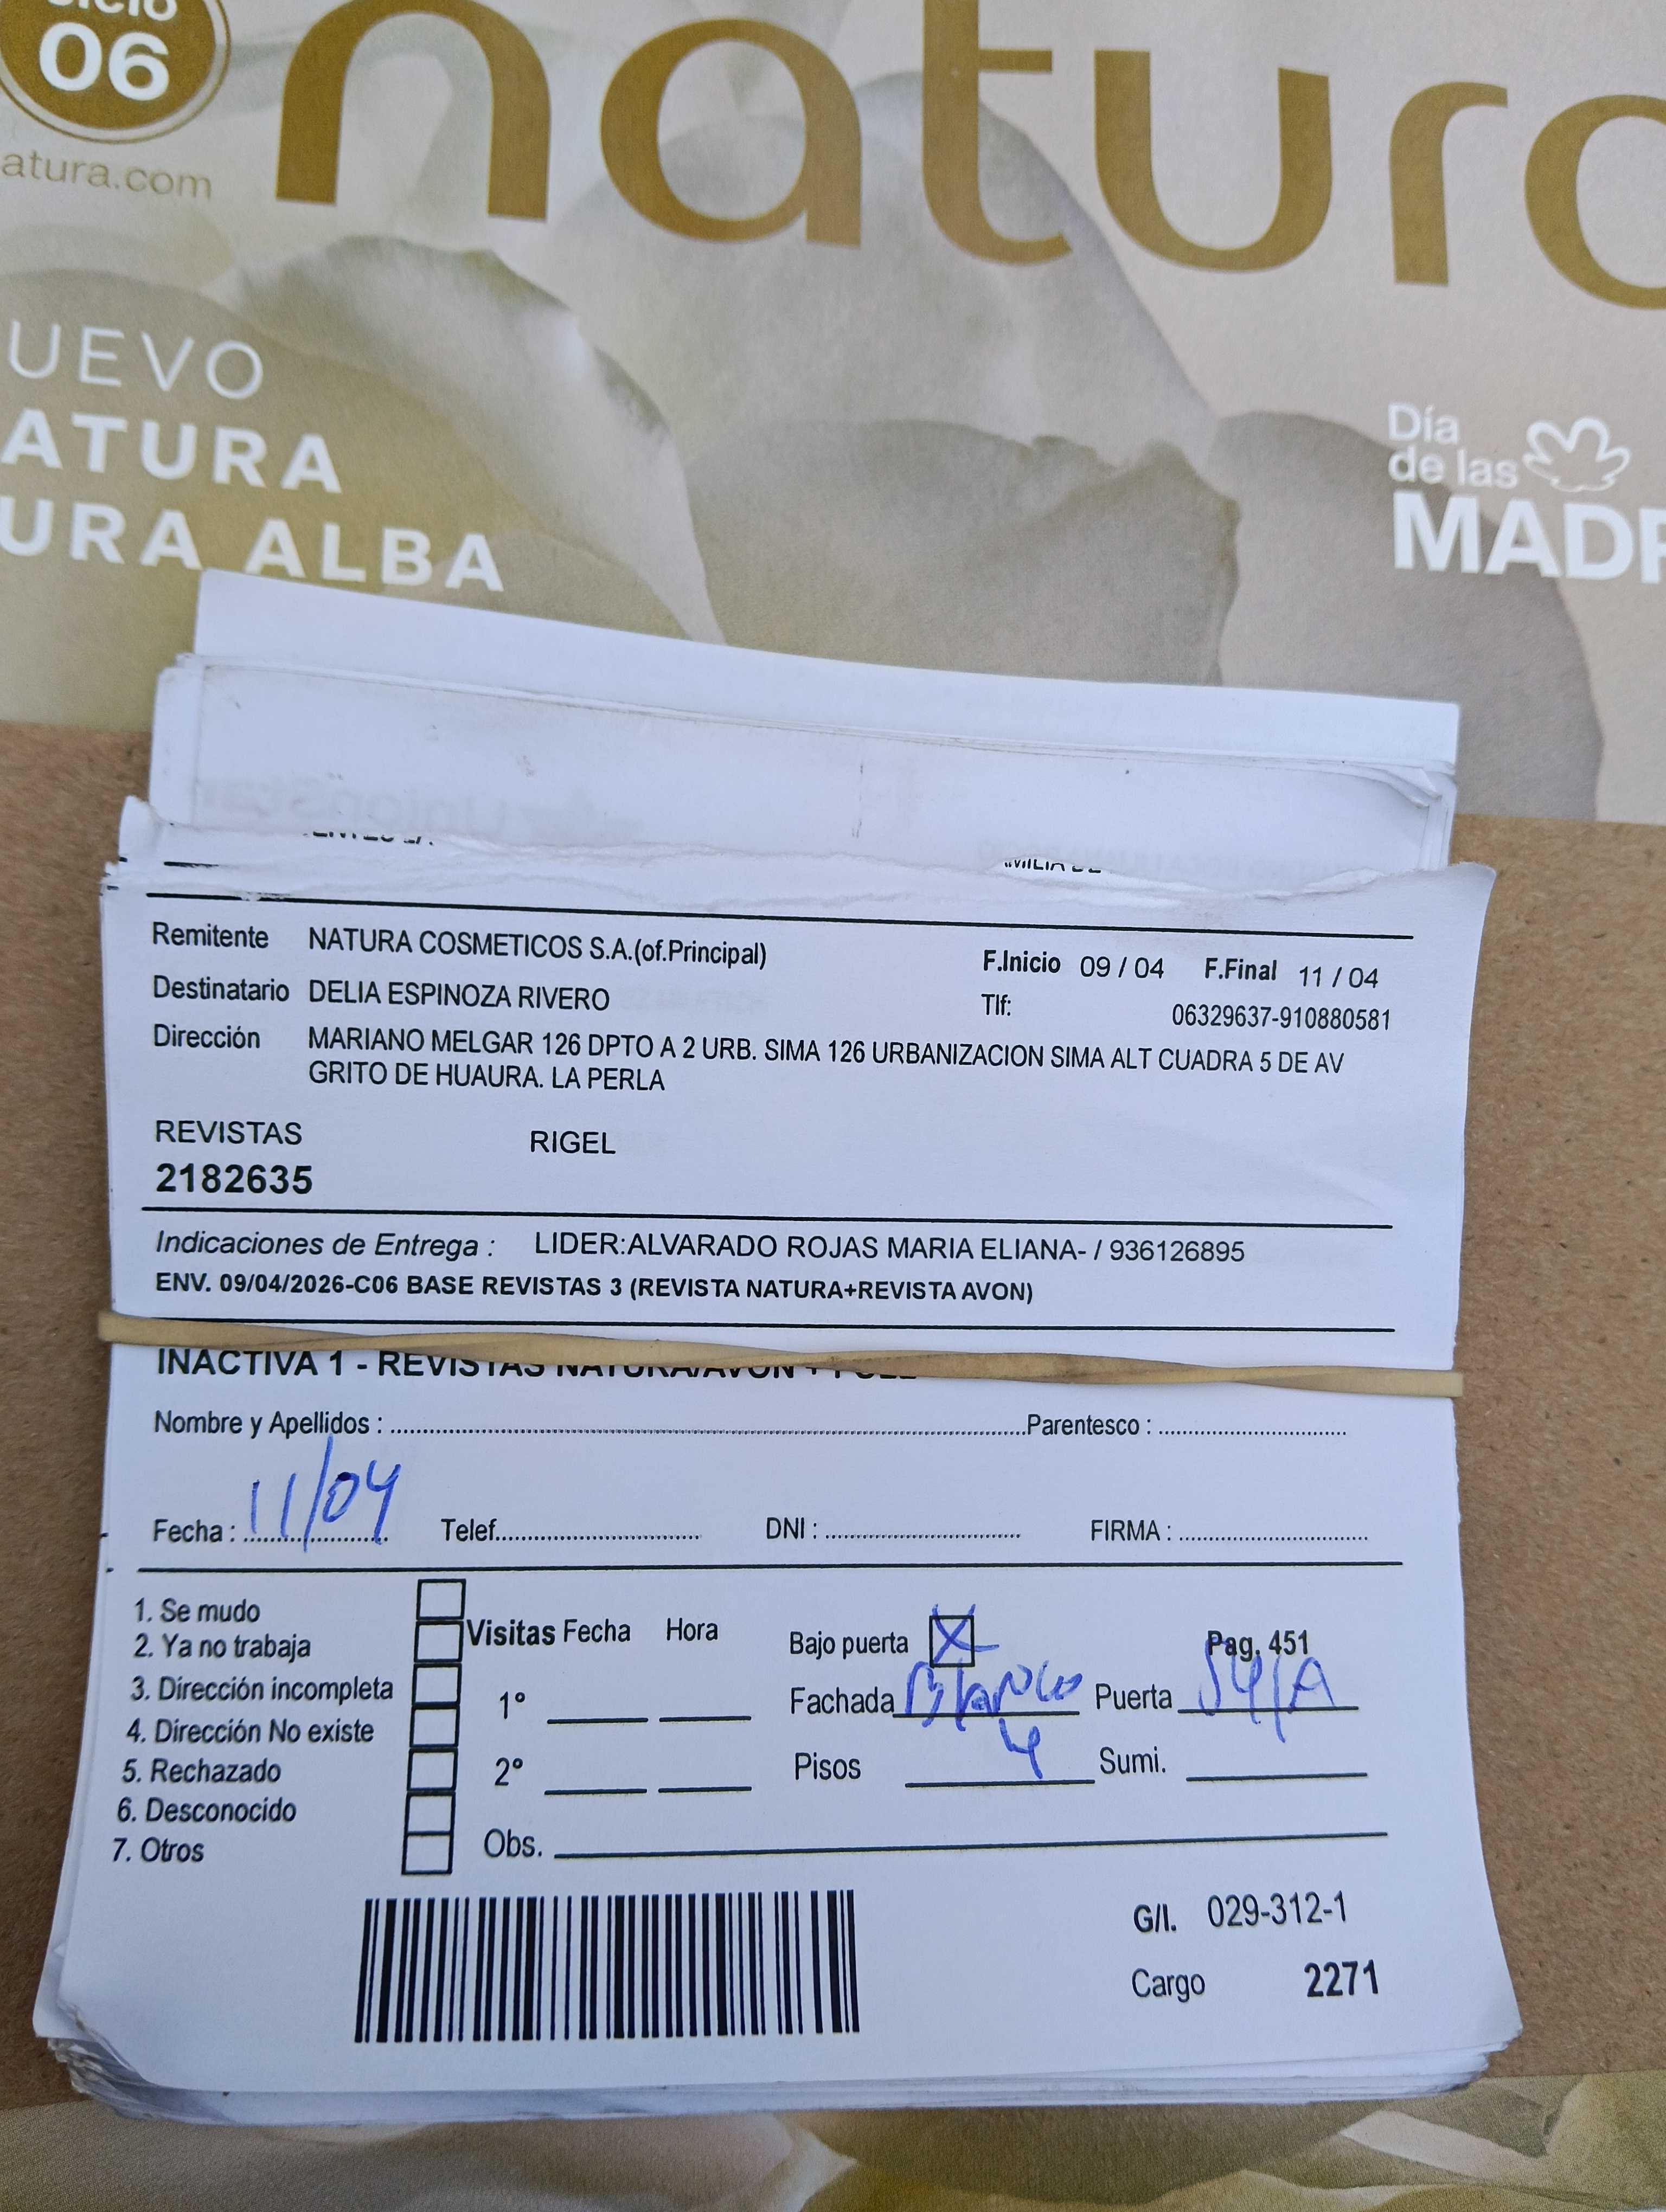 06
natura
atura.com
UEVO
ATURA
URA ALBA
Día
de las
MADR
Remitente NATURA COSMETICOS S.A.(of.Principal) F.Inicio 09 / 04 F.Final 11 / 04
Destinatario DELIA ESPINOZA RIVERO Tlf: 06329637-910880581
Dirección MARIANO MELGAR 126 DPTO A 2 URB. SIMA 126 URBANIZACION SIMA ALT CUADRA 5 DE AV
GRITO DE HUAURA. LA PERLA
REVISTAS RIGEL
2182635
Indicaciones de Entrega : LIDER:ALVARADO ROJAS MARIA ELIANA- / 936126895
ENV. 09/04/2026-C06 BASE REVISTAS 3 (REVISTA NATURA+REVISTA AVON)
INACTIVA 1 - REVISTAS NATURA/AVON +
Nombre y Apellidos : Parentesco :
Fecha : 11/04 Telef. DNI : FIRMA :
1. Se mudo
2. Ya no trabaja
3. Dirección incompleta
4. Dirección No existe
5. Rechazado
6. Desconocido
7. Otros
Visitas Fecha Hora
1°
2°
Obs.
Bajo puerta X Pag. 451
Fachada Blanco Puerta
Pisos 4 Sumi.
G/I. 029-312-1
Cargo 2271